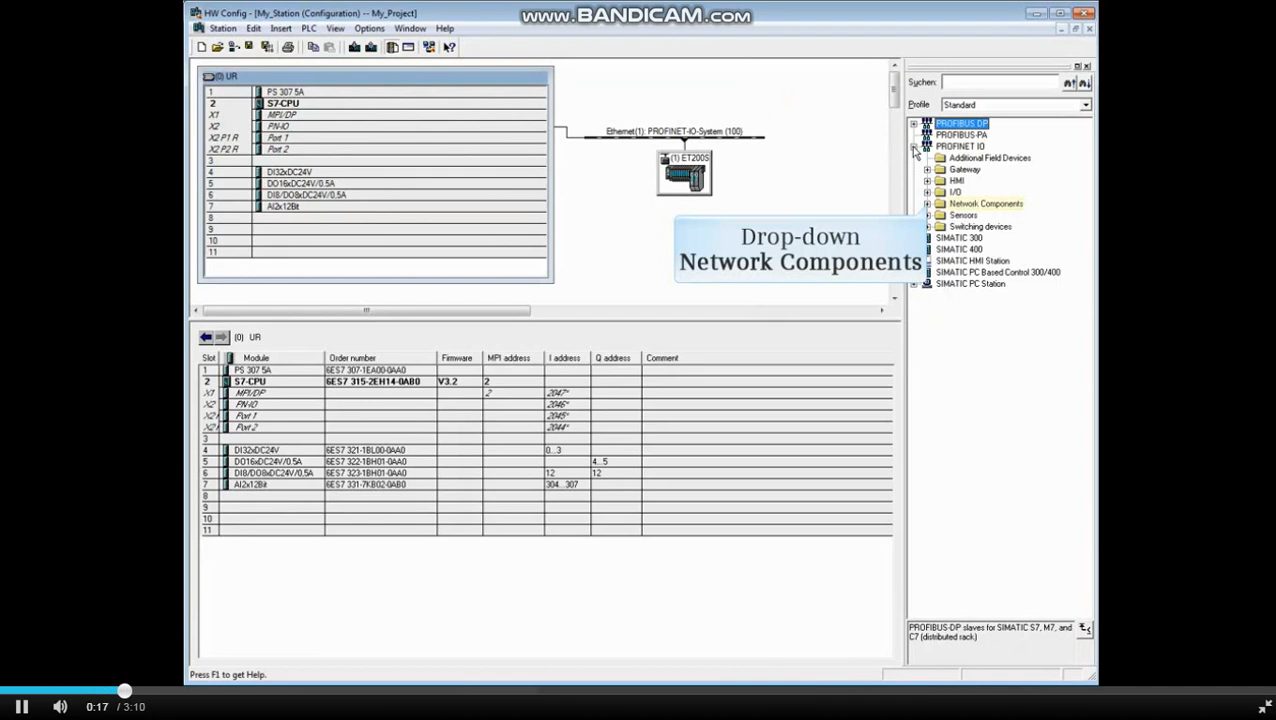 HW Config - [My_Station (Configuration) -- My_Project]
www.BANDICAM.com
Station Edit Insert PLC View Options Window Help
(0) UR
1 PS 307 5A
2 S7-CPU
X1 MPI/DP
X2 PN-IO
X2 P1 R Port 1
X2 P2 R Port 2
3
4 DI32xDC24V
5 DO16xDC24V/0.5A
6 DI8/DO8xDC24V/0,5A
7 AI2x12Bit
8
9
10
11
Ethernet(1): PROFINET-IO-System (100)
(1) ET200S
Suchen:
Profile Standard
PROFIBUS DP
PROFIBUS-PA
PROFINET IO
Additional Field Devices
Gateway
HMI
I/O
Network Components
Sensors
Switching devices
SIMATIC 300
SIMATIC 400
SIMATIC HMI Station
SIMATIC PC Based Control 300/400
SIMATIC PC Station
Drop-down
Network Components
(0) UR
Slot Module Order number Firmware MPI address I address Q address Comment
1 PS 307 5A 6ES7 307-1EA00-0AA0
2 S7-CPU 6ES7 315-2EH14-0AB0 V3.2 2
X1 MPI/DP 2 2047*
X2 PN-IO 2046*
X2 Port 1 2045*
X2 Port 2 2044*
3
4 DI32xDC24V 6ES7 321-1BL00-0AA0 0...3
5 DO16xDC24V/0.5A 6ES7 322-1BH01-0AA0 4...5
6 DI8/DO8xDC24V/0,5A 6ES7 323-1BH01-0AA0 12 12
7 AI2x12Bit 6ES7 331-7KB02-0AB0 304...307
8
9
10
11
PROFIBUS-DP slaves for SIMATIC S7, M7, and
C7 (distributed rack)
Press F1 to get Help.
0:17 / 3:10